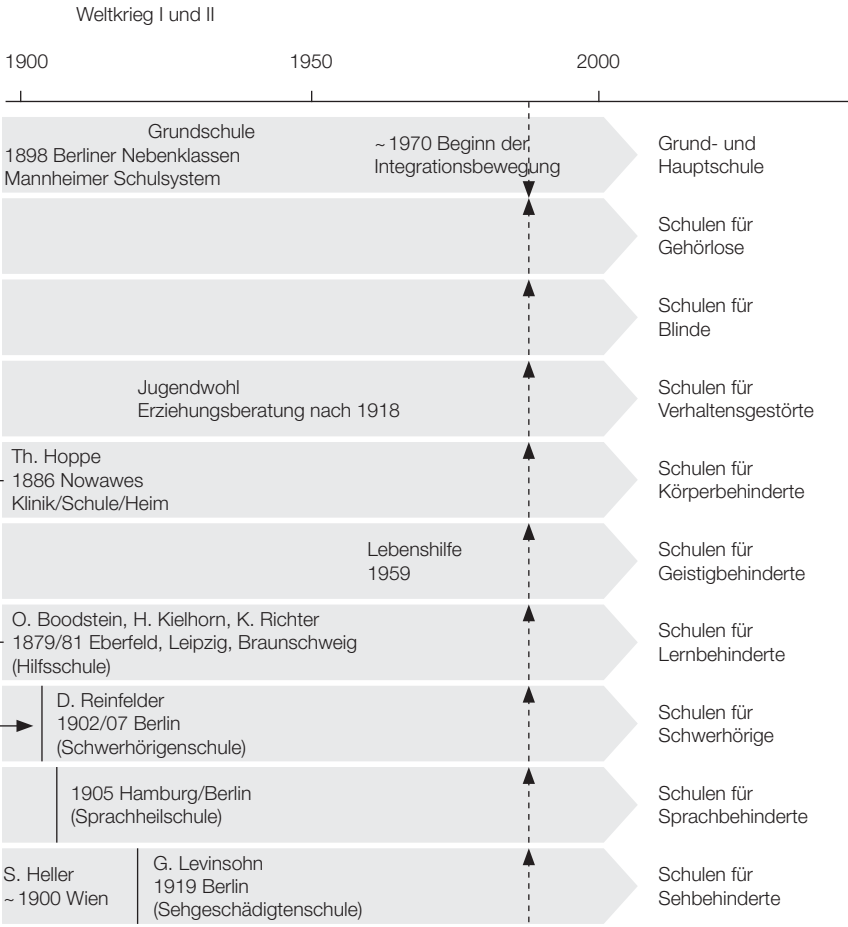 Weltkrieg I und II
1900 1950 2000
Grundschule
1898 Berliner Nebenklassen
Mannheimer Schulsystem
~ 1970 Beginn der
Integrationsbewegung
Grund- und
Hauptschule
Schulen für
Gehörlose
Schulen für
Blinde
Jugendwohl
Erziehungsberatung nach 1918
Schulen für
Verhaltensgestörte
Th. Hoppe
1886 Nowawes
Klinik/Schule/Heim
Schulen für
Körperbehinderte
Lebenshilfe
1959
Schulen für
Geistigbehinderte
O. Boodstein, H. Kielhorn, K. Richter
1879/81 Eberfeld, Leipzig, Braunschweig
(Hilfsschule)
Schulen für
Lernbehinderte
D. Reinfelder
1902/07 Berlin
(Schwerhörigenschule)
Schulen für
Schwerhörige
1905 Hamburg/Berlin
(Sprachheilschule)
Schulen für
Sprachbehinderte
S. Heller
~ 1900 Wien
G. Levinsohn
1919 Berlin
(Sehgeschädigtenschule)
Schulen für
Sehbehinderte